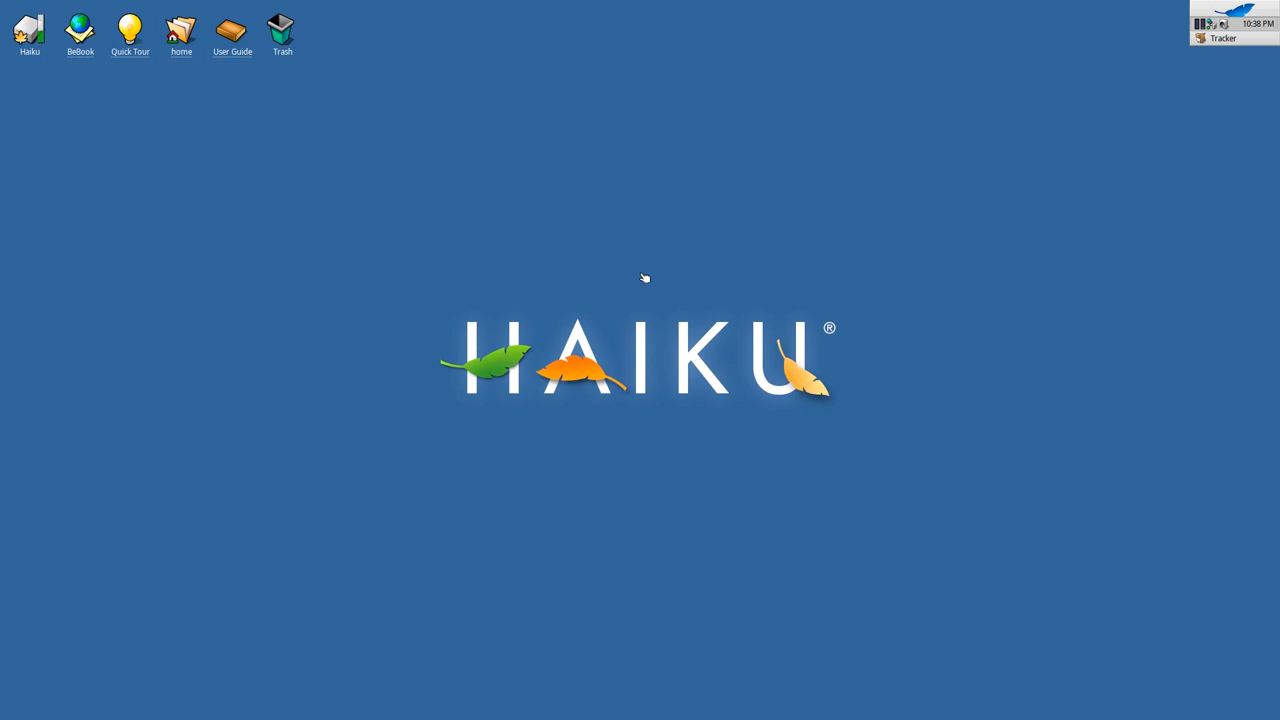 Haiku
BeBook
Quick Tour
home
User Guide
Trash
10:38 PM
Tracker
HAIKU®